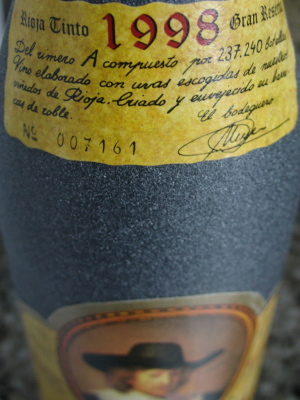 Rioja Tinto 1998 Gran Reserva
Del número A compuesto por 237.240 botellas
Vino elaborado con uvas escogidas de nuestros
viñedos de Rioja. Criado y envejecido en barri
cas de roble. El bodeguero
Nº 007161